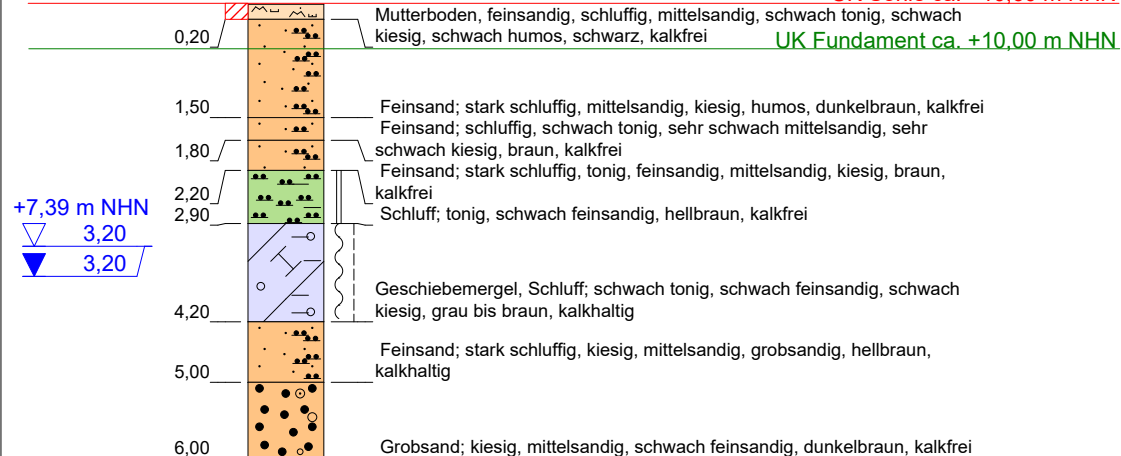 Mutterboden, feinsandig, schluffig, mittelsandig, schwach tonig, schwach
kiesig, schwach humos, schwarz, kalkfrei
0,20
UK Fundament ca. +10,00 m NHN
1,50
Feinsand; stark schluffig, mittelsandig, kiesig, humos, dunkelbraun, kalkfrei
Feinsand; schluffig, schwach tonig, sehr schwach mittelsandig, sehr
schwach kiesig, braun, kalkfrei
1,80
Feinsand; stark schluffig, tonig, feinsandig, mittelsandig, kiesig, braun,
kalkfrei
2,20
+7,39 m NHN
2,90
Schluff; tonig, schwach feinsandig, hellbraun, kalkfrei
3,20
3,20
Geschiebemergel, Schluff; schwach tonig, schwach feinsandig, schwach
kiesig, grau bis braun, kalkhaltig
4,20
Feinsand; stark schluffig, kiesig, mittelsandig, grobsandig, hellbraun,
kalkhaltig
5,00
6,00
Grobsand; kiesig, mittelsandig, schwach feinsandig, dunkelbraun, kalkfrei